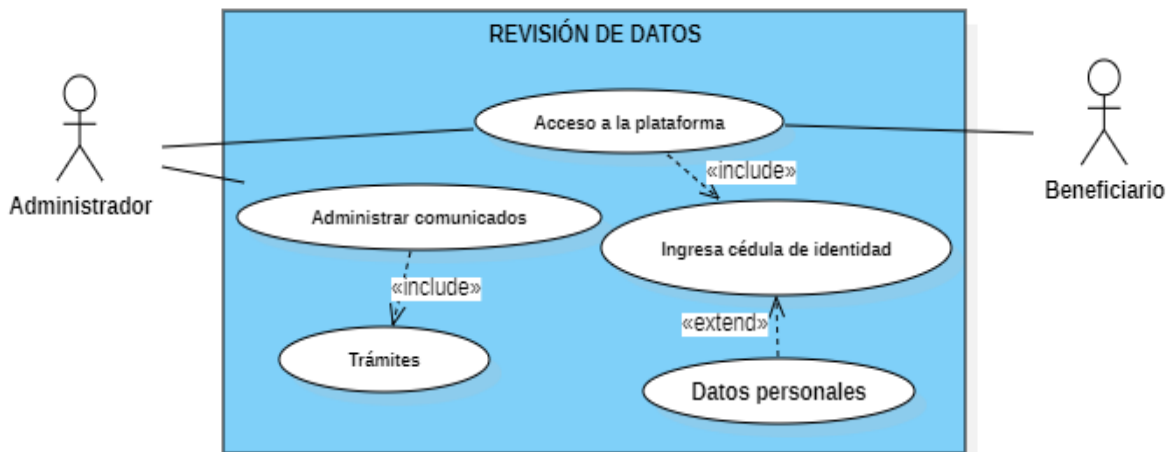 REVISIÓN DE DATOS
Acceso a la plataforma
«include»
Administrador
Beneficiario
Administrar comunicados
Ingresa cédula de identidad
«include»
«extend»
Trámites
Datos personales